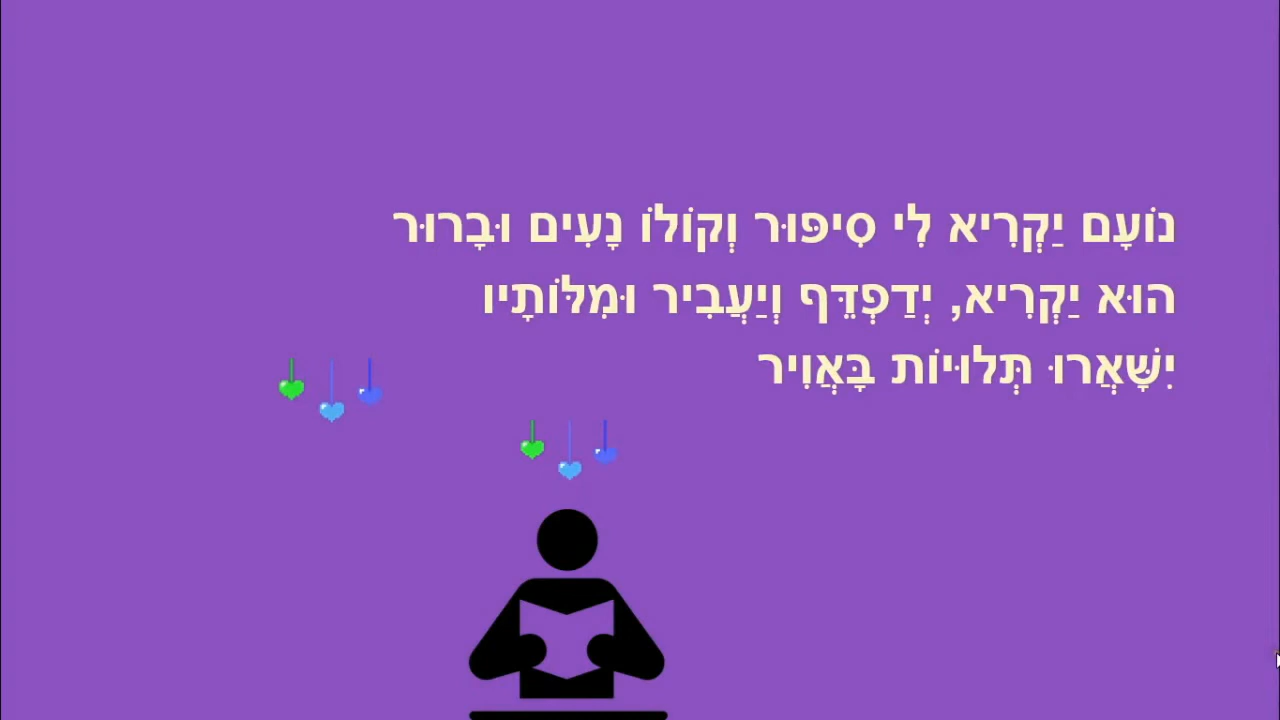 נוֹעָם יַקְרִיא לִי סִיפּוּר וְקוֹלוֹ נָעִים וּבָרוּר
הוּא יַקְרִיא, יְדַפְדֵּף וְיַעֲבִיר וּמִלּוֹתָיו
יִשָּׁאֲרוּ תְּלוּיוֹת בָּאֲוִיר